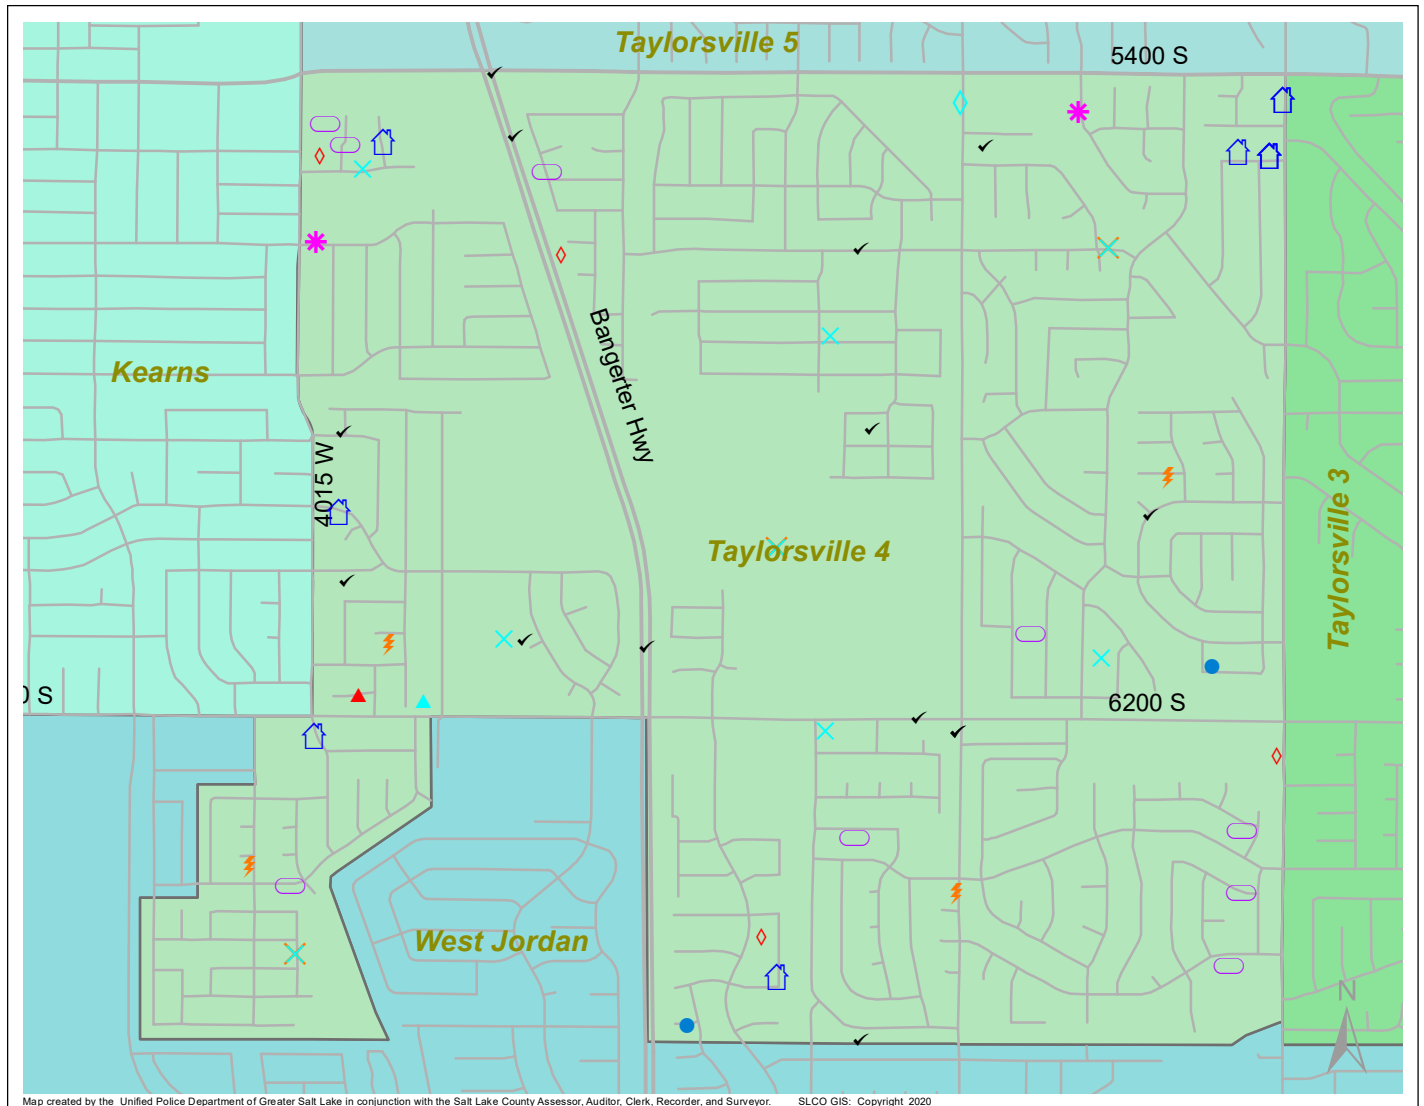 Taylorsville 5
5400 S
Kearns
Bangerter Hwy
4015 W
Taylorsville 4
Taylorsville 3
0 S
6200 S
West Jordan
N
Map created by the Unified Police Department of Greater Salt Lake in conjunction with the Salt Lake County Assessor, Auditor, Clerk, Recorder, and Surveyor. SLCO GIS: Copyright 2020